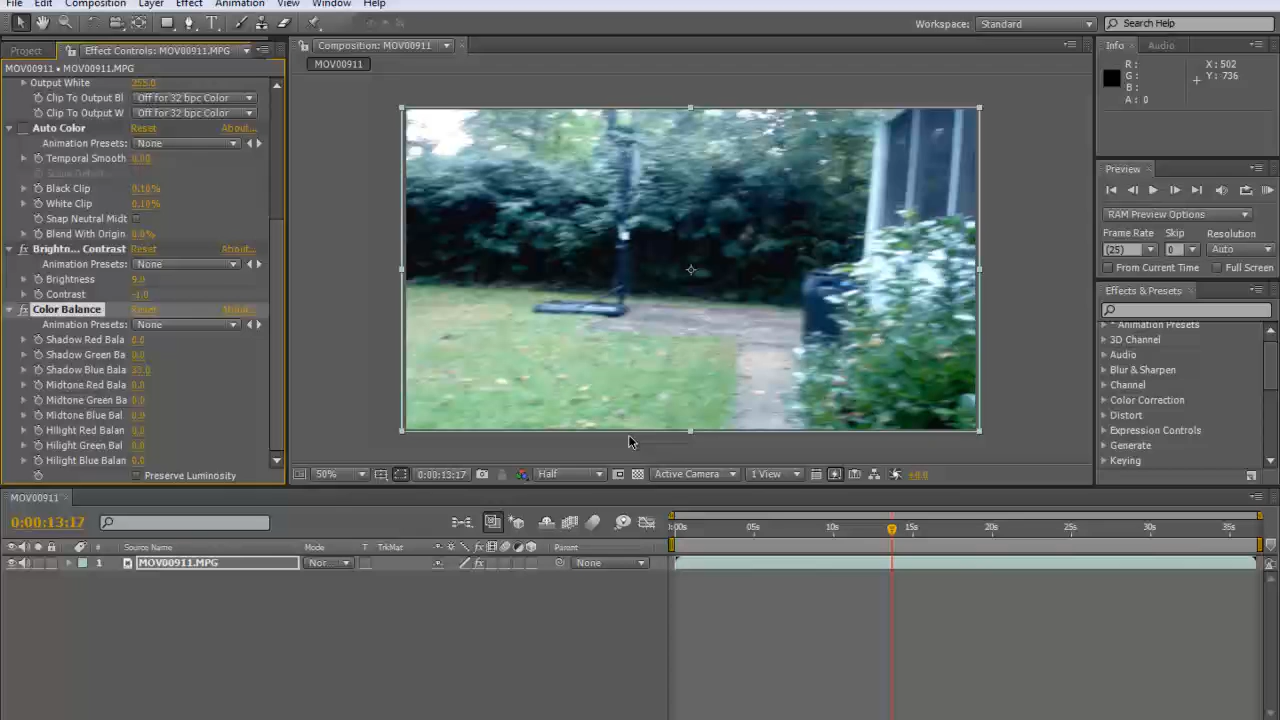 File Edit Composition Layer Effect Animation View Window Help
Workspace: Standard Search Help
Project Effect Controls: MOV00911.MPG
MOV00911 • MOV00911.MPG
Output White 255.0
Clip To Output Bl Off for 32 bpc Color
Clip To Output W Off for 32 bpc Color
Auto Color Reset About...
Animation Presets: None
Temporal Smooth 0.00
Black Clip 0.10%
White Clip 0.10%
Snap Neutral Midt
Blend With Origin 0.0%
Brightn... Contrast Reset About...
Animation Presets: None
Brightness 9.0
Contrast -1.0
Color Balance Reset
Animation Presets: None
Shadow Red Bala 0.0
Shadow Green Ba 0.0
Shadow Blue Bala
Midtone Red Bala 0.0
Midtone Green Ba 0.0
Midtone Blue Bal 0.0
Hilight Red Balan 0.0
Hilight Green Bal 0.0
Hilight Blue Balan 0.0
Preserve Luminosity
Composition: MOV00911
MOV00911
50% 0:00:13:17 Half Active Camera 1 View +0.0
Info Audio
R: X: 502
G: Y: 736
B:
A: 0
Preview
RAM Preview Options
Frame Rate Skip Resolution
(25) 0 Auto
From Current Time Full Screen
Effects & Presets
* Animation Presets
3D Channel
Audio
Blur & Sharpen
Channel
Color Correction
Distort
Expression Controls
Generate
Keying
MOV00911
0:00:13:17
:00s 05s 10s 15s 20s 25s 30s 35s
# Source Name Mode T TrkMat Parent
1 MOV00911.MPG Nor... None